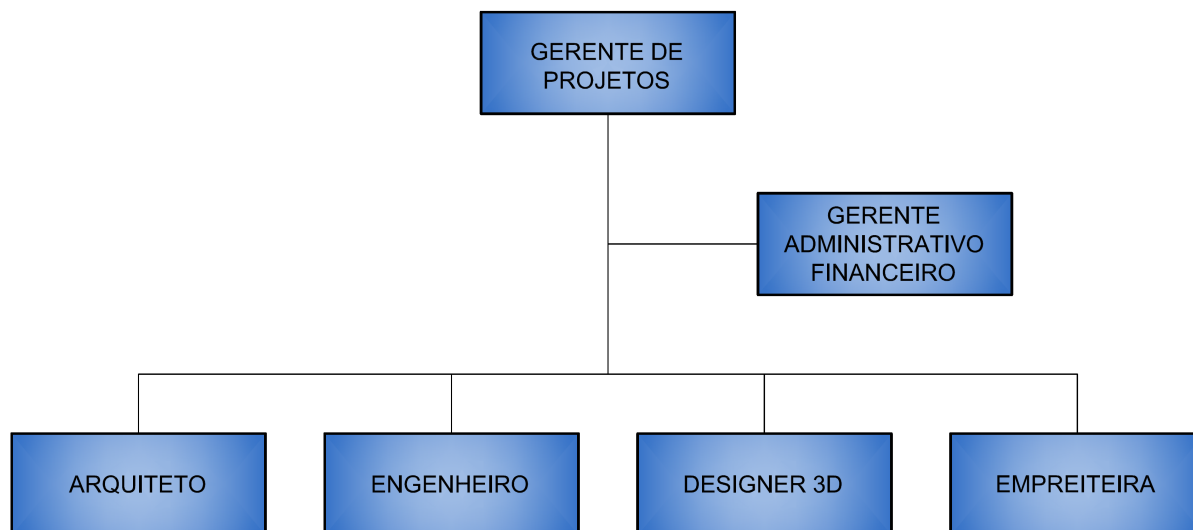 GERENTE DE
PROJETOS
GERENTE
ADMINISTRATIVO
FINANCEIRO
ARQUITETO
ENGENHEIRO
DESIGNER 3D
EMPREITEIRA